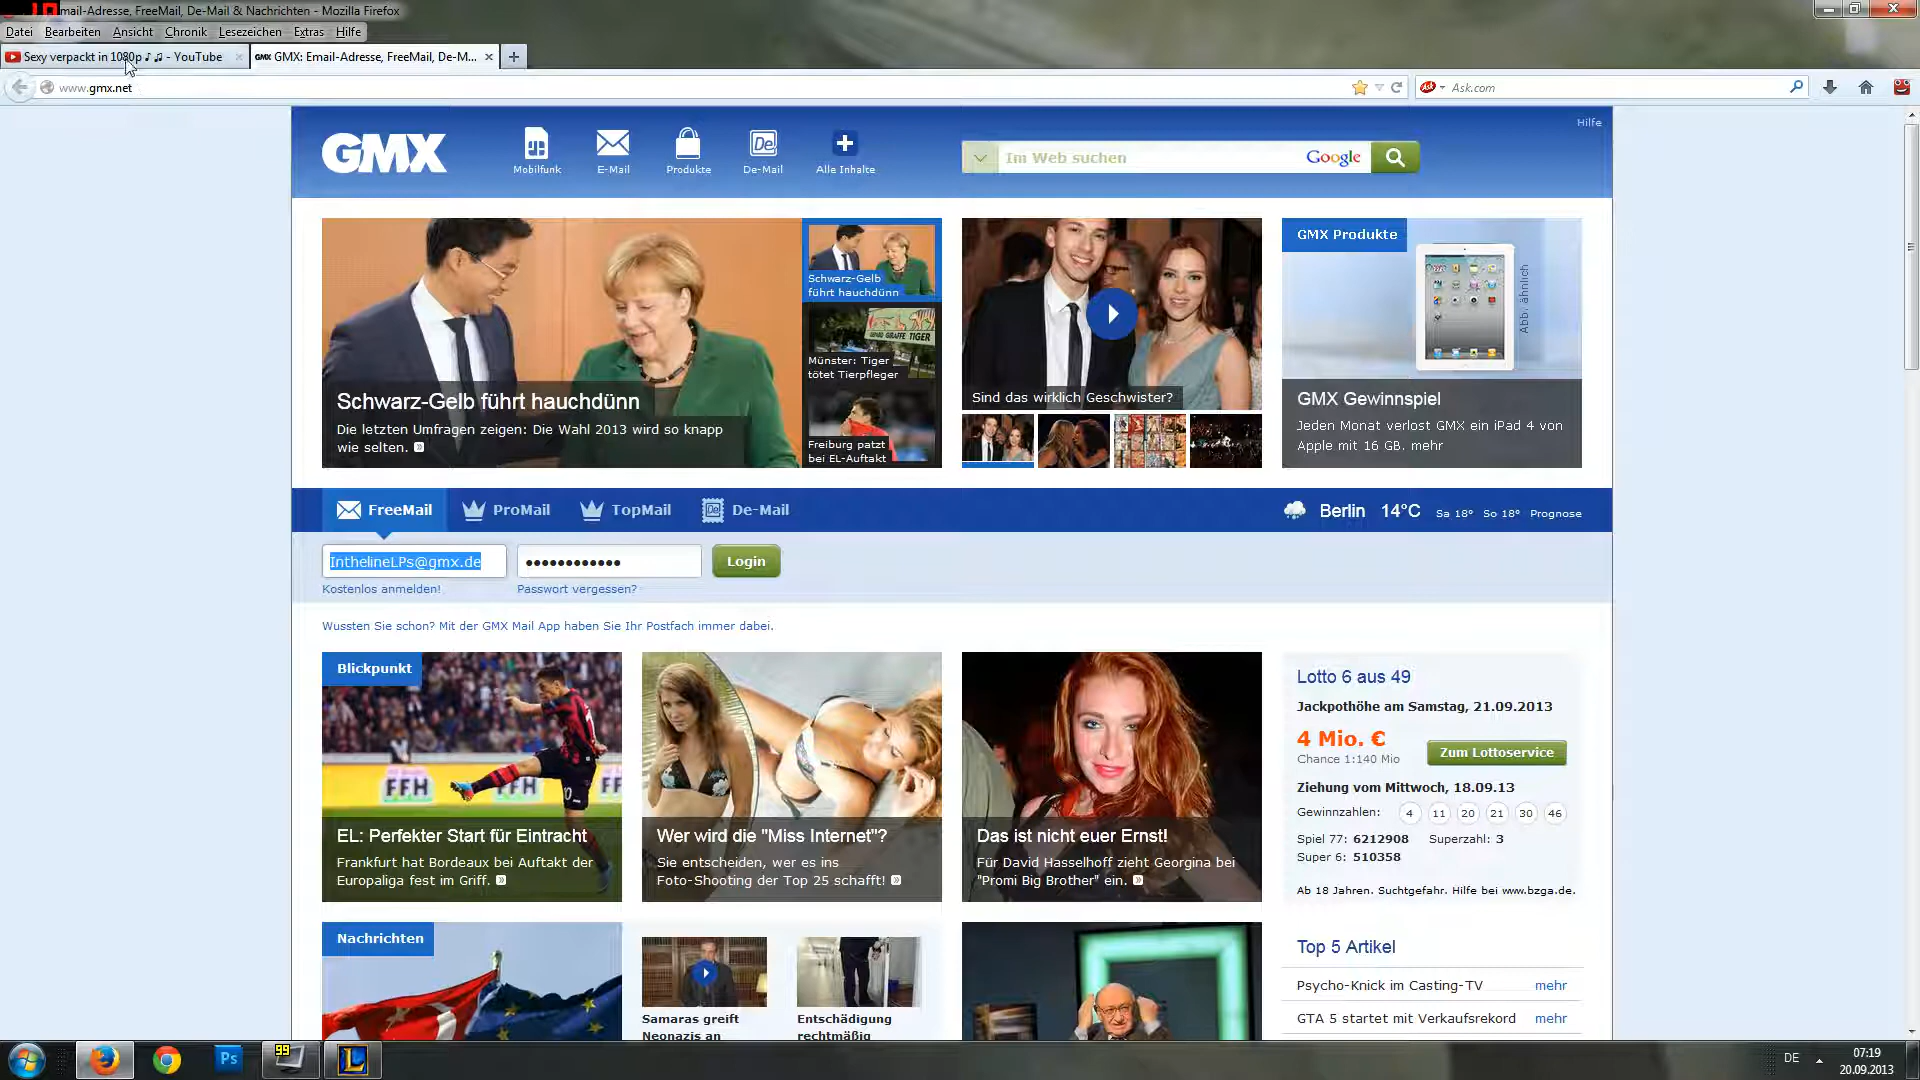 mail-Adresse, FreeMail, De-Mail & Nachrichten - Mozilla Firefox
Datei Bearbeiten Ansicht Chronik Lesezeichen Extras Hilfe
Sexy verpackt in 1080p ♪ ♫ - YouTube
GMX GMX: Email-Adresse, FreeMail, De-M...
www.gmx.net
Ask Ask.com
Hilfe
GMX
Mobilfunk E-Mail Produkte De-Mail Alle Inhalte
De
Im Web suchen Google
Schwarz-Gelb führt hauchdünn
Die letzten Umfragen zeigen: Die Wahl 2013 wird so knapp
wie selten.
Schwarz-Gelb
führt hauchdünn
Münster: Tiger
tötet Tierpfleger
Freiburg patzt
bei EL-Auftakt
Sind das wirklich Geschwister?
GMX Produkte
Abb. ähnlich
GMX Gewinnspiel
Jeden Monat verlost GMX ein iPad 4 von
Apple mit 16 GB. mehr
FreeMail ProMail TopMail De-Mail
Berlin 14°C Sa 18° So 18° Prognose
InthelineLPs@gmx.de ●●●●●●●●●●●● Login
Kostenlos anmelden! Passwort vergessen?
Wussten Sie schon? Mit der GMX Mail App haben Sie Ihr Postfach immer dabei.
Blickpunkt
FFH FFH
EL: Perfekter Start für Eintracht
Frankfurt hat Bordeaux bei Auftakt der
Europaliga fest im Griff.
Wer wird die "Miss Internet"?
Sie entscheiden, wer es ins
Foto-Shooting der Top 25 schafft!
Das ist nicht euer Ernst!
Für David Hasselhoff zieht Georgina bei
"Promi Big Brother" ein.
Lotto 6 aus 49
Jackpothöhe am Samstag, 21.09.2013
4 Mio. €
Chance 1:140 Mio
Zum Lottoservice
Ziehung vom Mittwoch, 18.09.13
Gewinnzahlen: 4 11 20 21 30 46
Spiel 77: 6212908 Superzahl: 3
Super 6: 510358
Ab 18 Jahren. Suchtgefahr. Hilfe bei www.bzga.de.
Nachrichten
Samaras greift
Neonazis an
Entschädigung
rechtmäßig
Top 5 Artikel
Psycho-Knick im Casting-TV mehr
GTA 5 startet mit Verkaufsrekord mehr
Ps
99
L
DE
07:19
20.09.2013